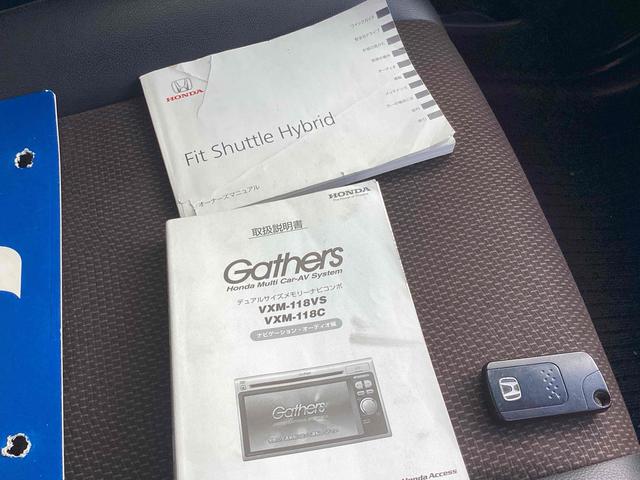 HONDA
Fit Shuttle Hybrid
オーナーズマニュアル
HONDA
取扱説明書
Gathers
Honda Multi Car-AV System
デュアルサイズメモリーナビコンポ
VXM-118VS
VXM-118C
ナビゲーション・オーディオ編
Gathers
Honda Access